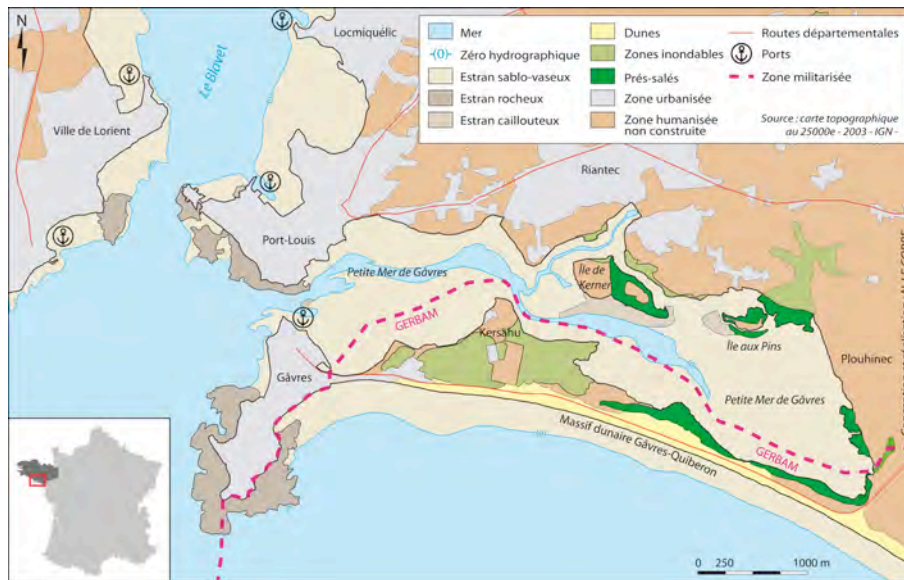 N
Mer
Zéro hydrographique
(0)
Estran sablo-vaseux
Estran rocheux
Estran caillouteux
Dunes
Zones inondables
Prés-salés
Zone urbanisée
Zone humanisée
non construite
Routes départementales
Ports
Zone militarisée
Source : carte topographique
au 25000e - 2003 - IGN -
Locmiquélic
Le Blavet
Ville de Lorient
Riantec
Port-Louis
Petite Mer de Gâvres
Île de
Kerner
GERBAM
Kersahu
Île aux Pins
Plouhinec
Gâvres
Petite Mer de Gâvres
Massif dunaire Gâvres-Quiberon
GERBAM
0 250 1000 m